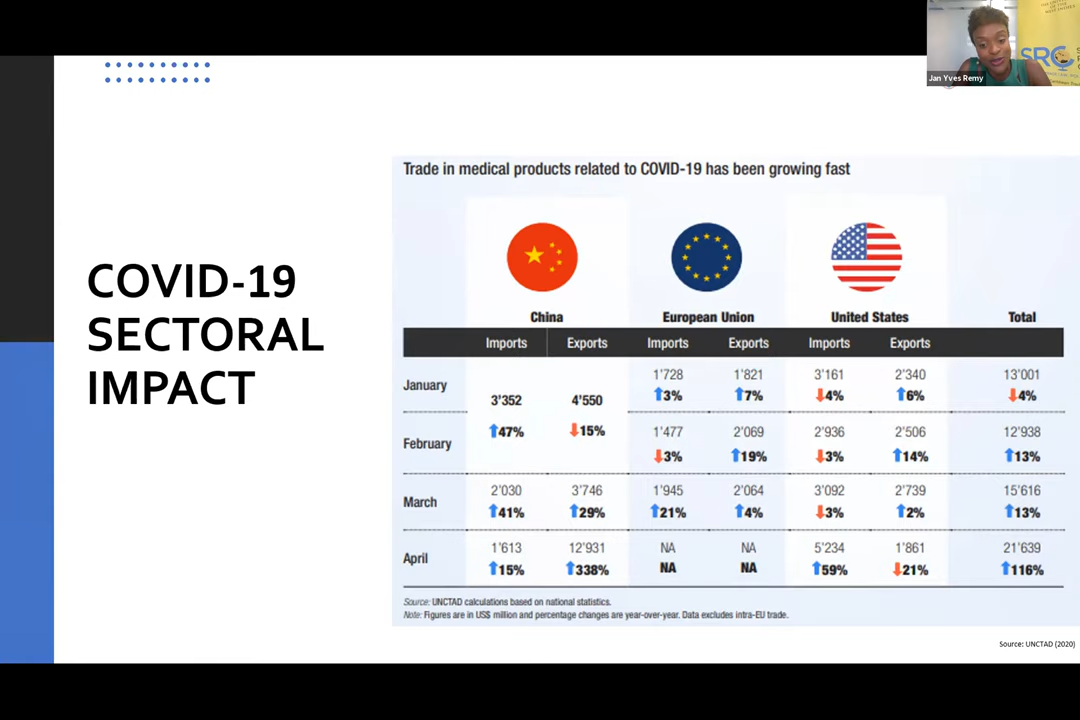 SRC
Jan Yves Remy
COVID-19
SECTORAL
IMPACT
Trade in medical products related to COVID-19 has been growing fast
China European Union United States Total
Imports Exports Imports Exports Imports Exports
January 1'728 1'821 3'161 2'340 13'001
3'352 4'550 ↑3% ↑7% ↓4% ↑6% ↓4%
February ↑47% ↓15% 1'477 2'069 2'936 2'506 12'938
↓3% ↑19% ↓3% ↑14% ↑13%
March 2'030 3'746 1'945 2'064 3'092 2'739 15'616
↑41% ↑29% ↑21% ↑4% ↓3% ↑2% ↑13%
April 1'613 12'931 NA NA 5'234 1'861 21'639
↑15% ↑338% NA NA ↑59% ↓21% ↑116%
Source: UNCTAD calculations based on national statistics.
Note: Figures are in US$ million and percentage changes are year-over-year. Data excludes intra-EU trade.
Source: UNCTAD (2020)